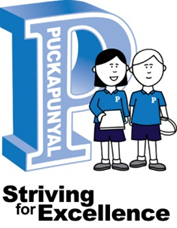 PUCKAPUNYAL
P
P
P
Striving
for Excellence